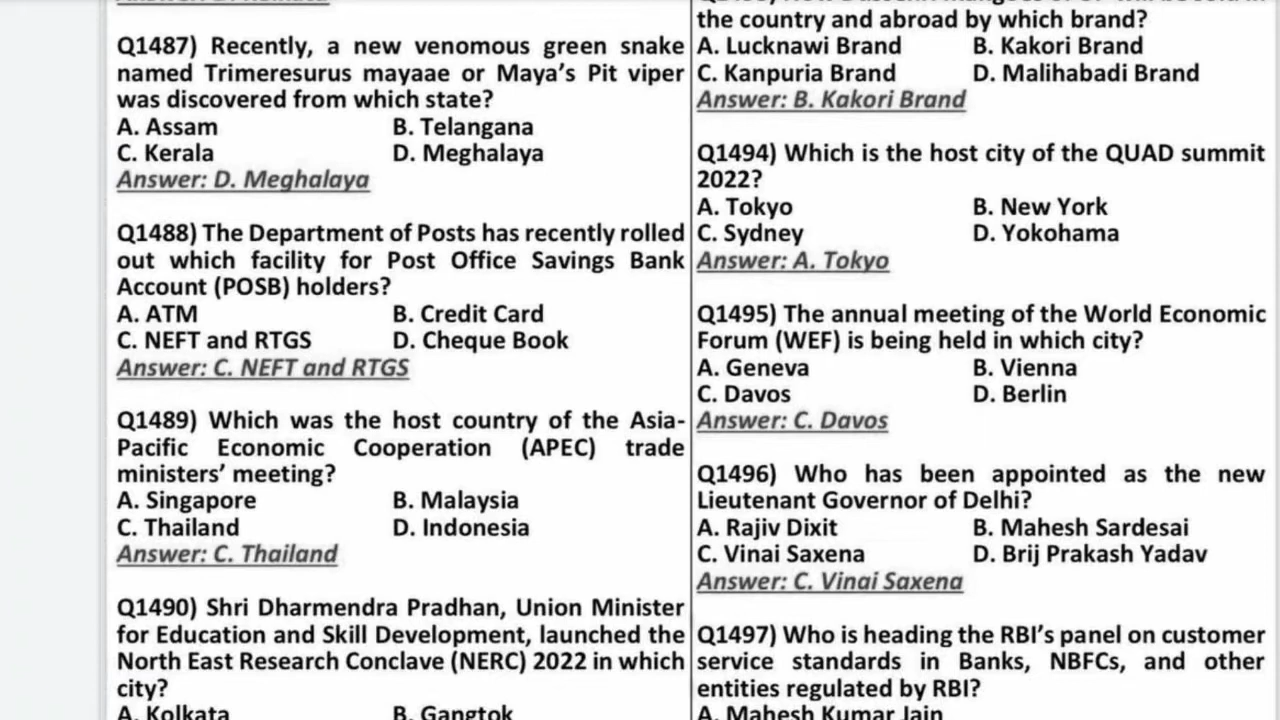 Q1487) Recently, a new venomous green snake
named Trimeresurus mayaae or Maya's Pit viper
was discovered from which state?
A. Assam B. Telangana
C. Kerala D. Meghalaya
Answer: D. Meghalaya
Q1488) The Department of Posts has recently rolled
out which facility for Post Office Savings Bank
Account (POSB) holders?
A. ATM B. Credit Card
C. NEFT and RTGS D. Cheque Book
Answer: C. NEFT and RTGS
Q1489) Which was the host country of the Asia-
Pacific Economic Cooperation (APEC) trade
ministers' meeting?
A. Singapore B. Malaysia
C. Thailand D. Indonesia
Answer: C. Thailand
Q1490) Shri Dharmendra Pradhan, Union Minister
for Education and Skill Development, launched the
North East Research Conclave (NERC) 2022 in which
city?
A. Kolkata B. Gangtok
the country and abroad by which brand?
A. Lucknawi Brand B. Kakori Brand
C. Kanpuria Brand D. Malihabadi Brand
Answer: B. Kakori Brand
Q1494) Which is the host city of the QUAD summit
2022?
A. Tokyo B. New York
C. Sydney D. Yokohama
Answer: A. Tokyo
Q1495) The annual meeting of the World Economic
Forum (WEF) is being held in which city?
A. Geneva B. Vienna
C. Davos D. Berlin
Answer: C. Davos
Q1496) Who has been appointed as the new
Lieutenant Governor of Delhi?
A. Rajiv Dixit B. Mahesh Sardesai
C. Vinai Saxena D. Brij Prakash Yadav
Answer: C. Vinai Saxena
Q1497) Who is heading the RBI's panel on customer
service standards in Banks, NBFCs, and other
entities regulated by RBI?
A. Mahesh Kumar Jain